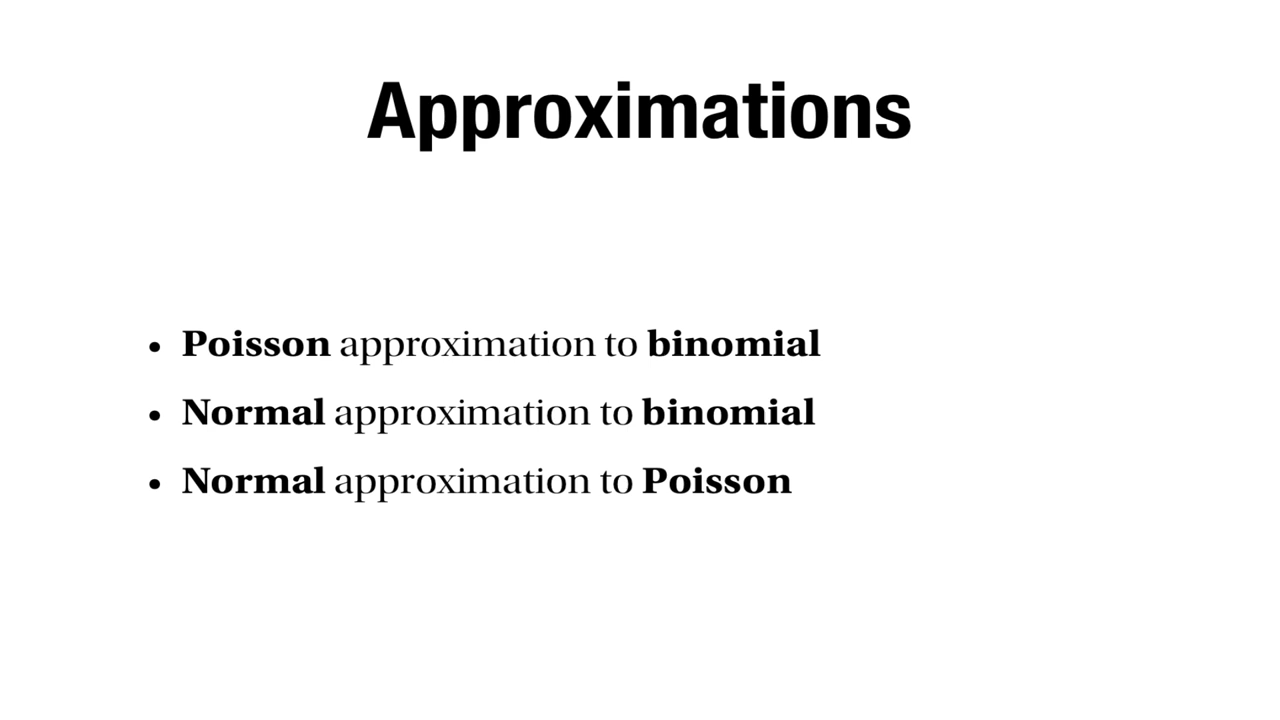 Approximations
• Poisson approximation to binomial
• Normal approximation to binomial
• Normal approximation to Poisson